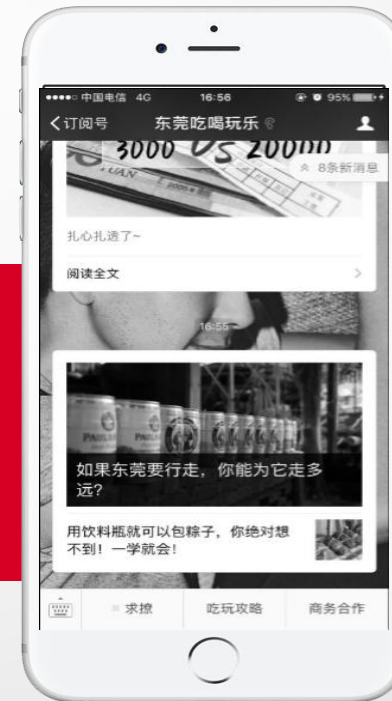 中国电信 4G 16:56 95%
订阅号 东莞吃喝玩乐
3000 VS 20000
YUAN
8条新消息
扎心扎透了~
阅读全文
16:55
PAULANER
如果东莞要行走，你能为它走多
远？
用饮料瓶就可以包粽子，你绝对想
不到！一学就会！
求撩 吃玩攻略 商务合作